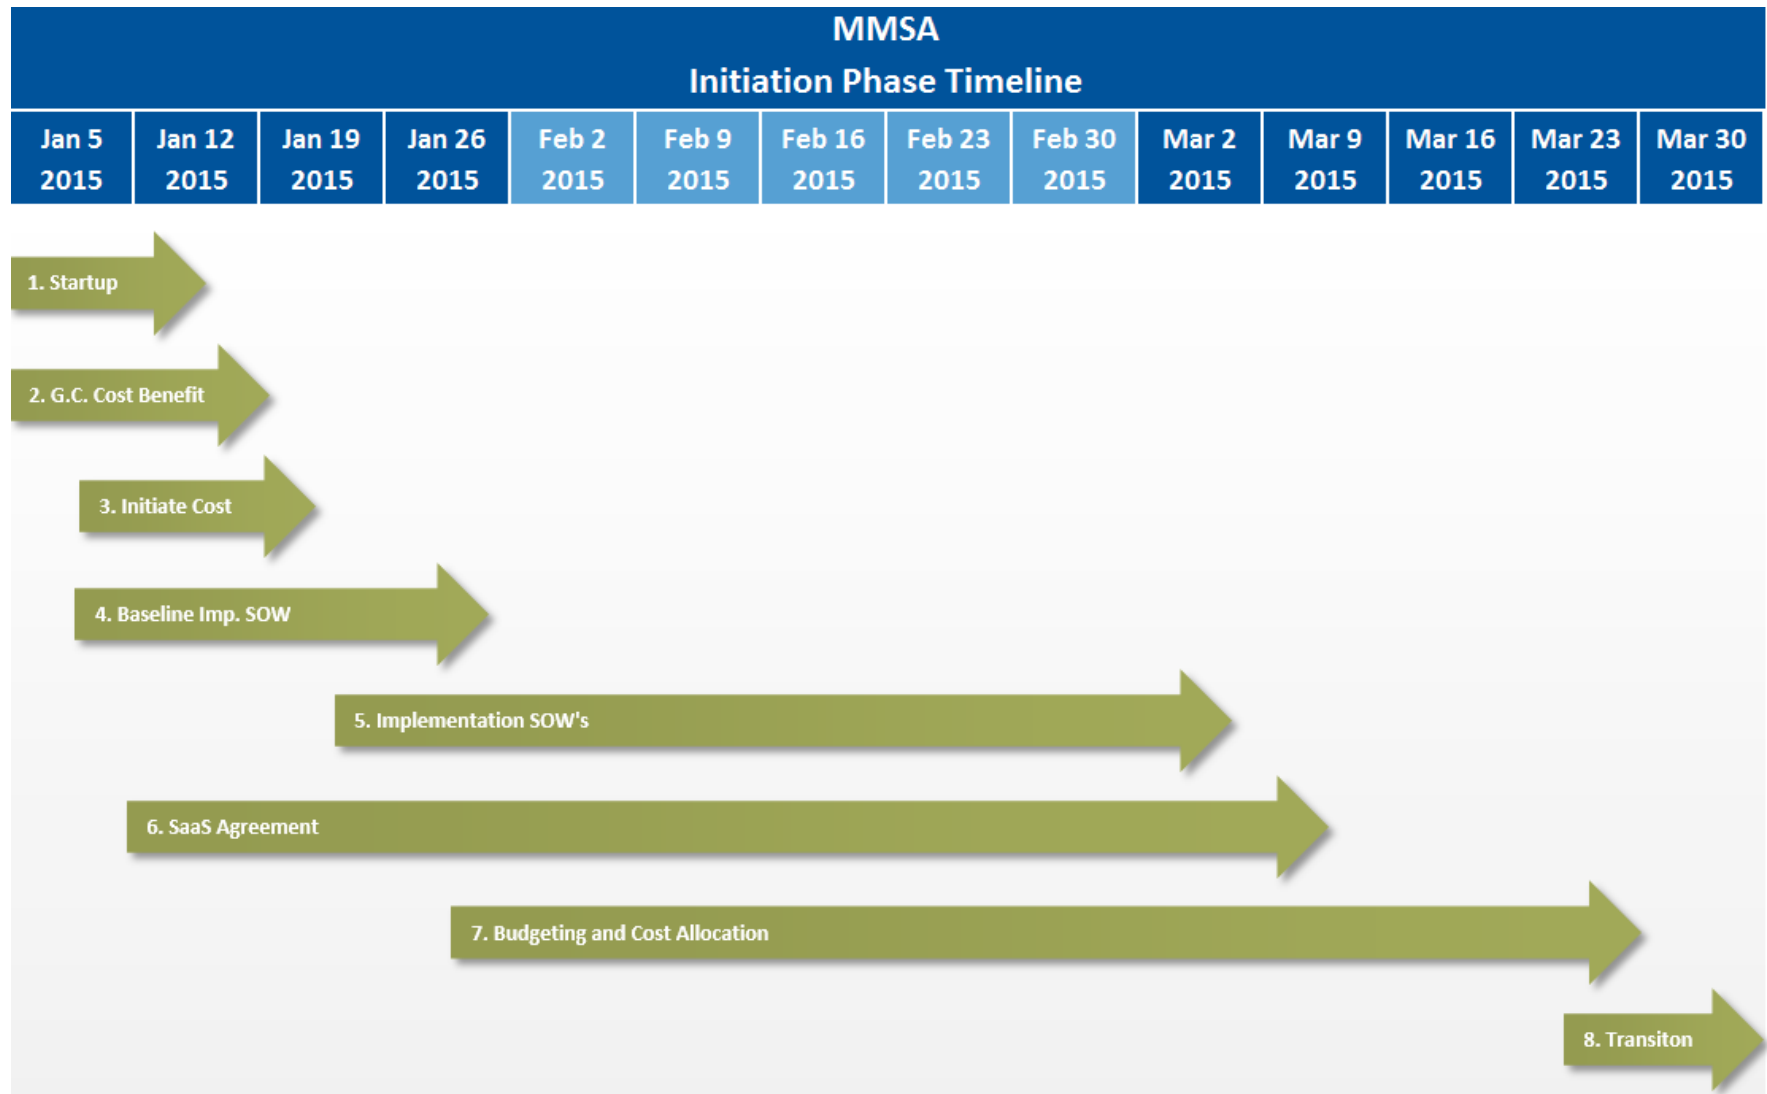 MMSA
Initiation Phase Timeline
Jan 5 Jan 12 Jan 19 Jan 26 Feb 2 Feb 9 Feb 16 Feb 23 Feb 30 Mar 2 Mar 9 Mar 16 Mar 23 Mar 30
2015 2015 2015 2015 2015 2015 2015 2015 2015 2015 2015 2015 2015 2015
1. Startup
2. G.C. Cost Benefit
3. Initiate Cost
4. Baseline Imp. SOW
5. Implementation SOW's
6. SaaS Agreement
7. Budgeting and Cost Allocation
8. Transiton